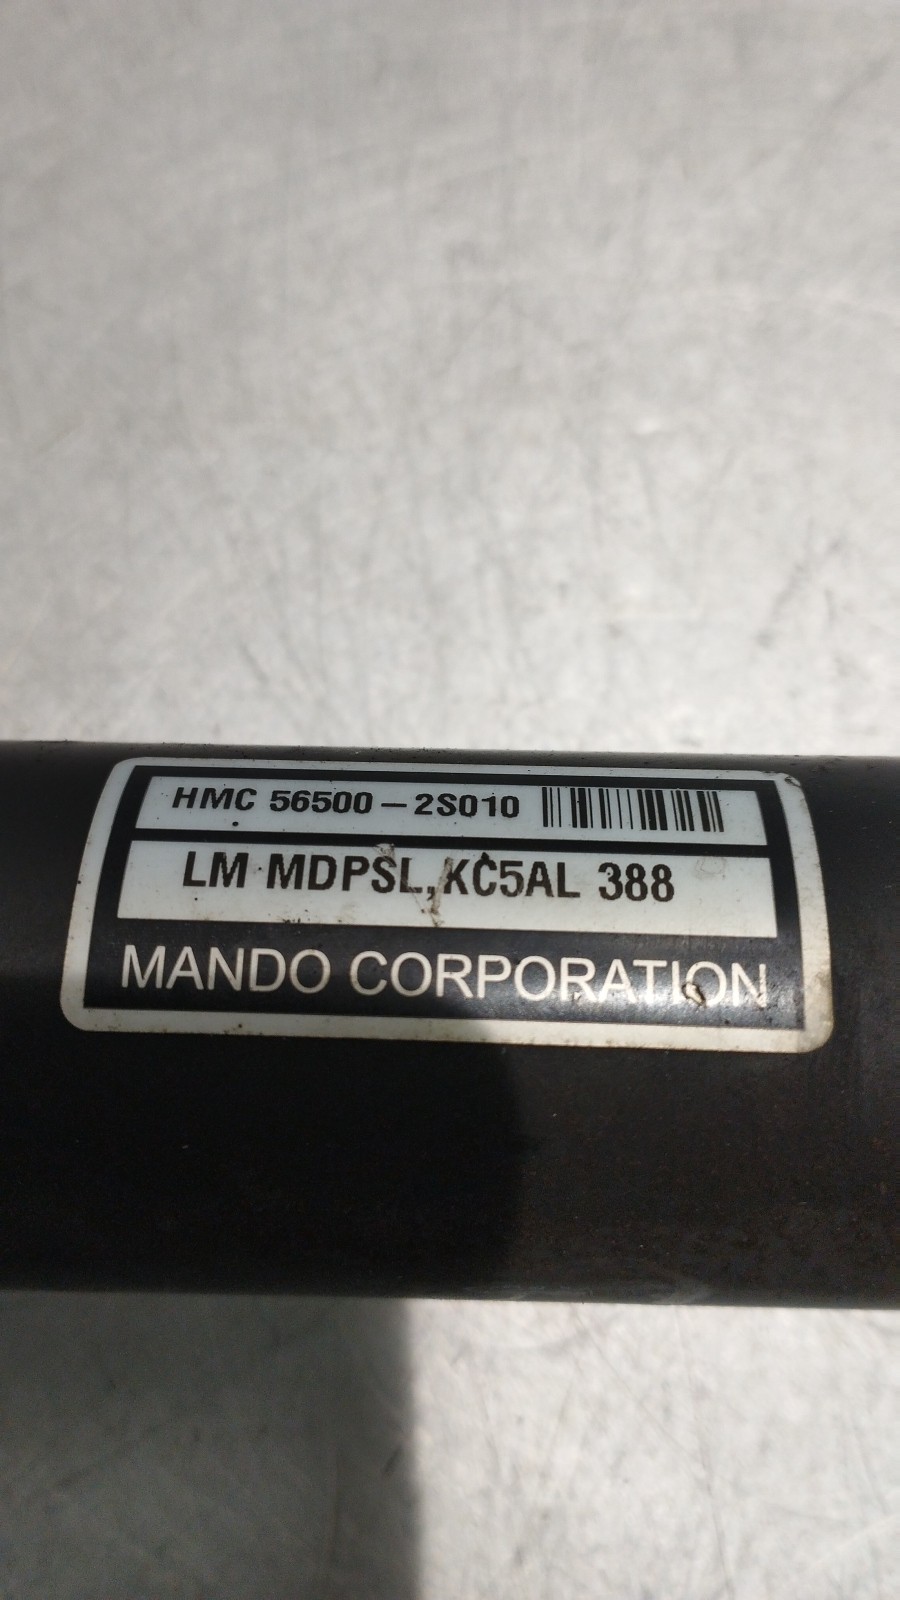 HMC 56500-2S010
LM MDPSL,KC5AL 388
MANDO CORPORATION